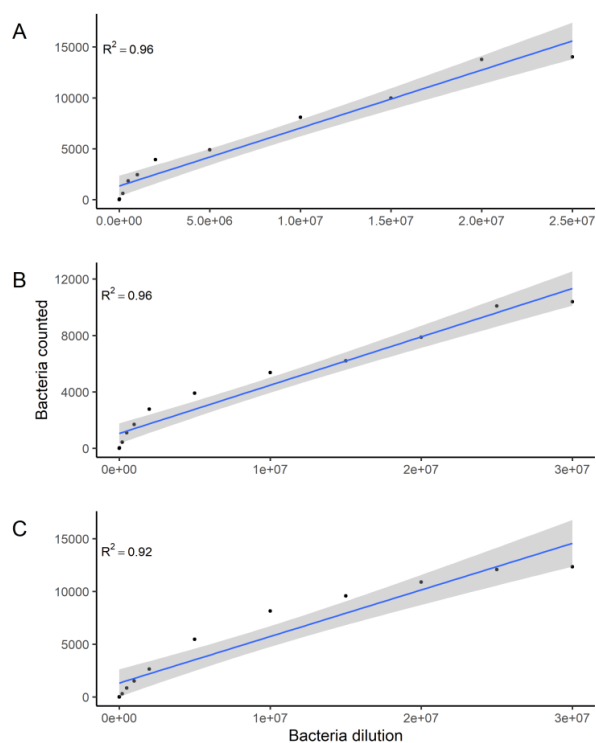 A
R² = 0.96
15000
10000
5000
0
0.0e+00 5.0e+06 1.0e+07 1.5e+07 2.0e+07 2.5e+07
B
R² = 0.96
12000
8000
4000
0
0e+00 1e+07 2e+07 3e+07
Bacteria counted
C
R² = 0.92
15000
10000
5000
0
0e+00 1e+07 2e+07 3e+07
Bacteria dilution